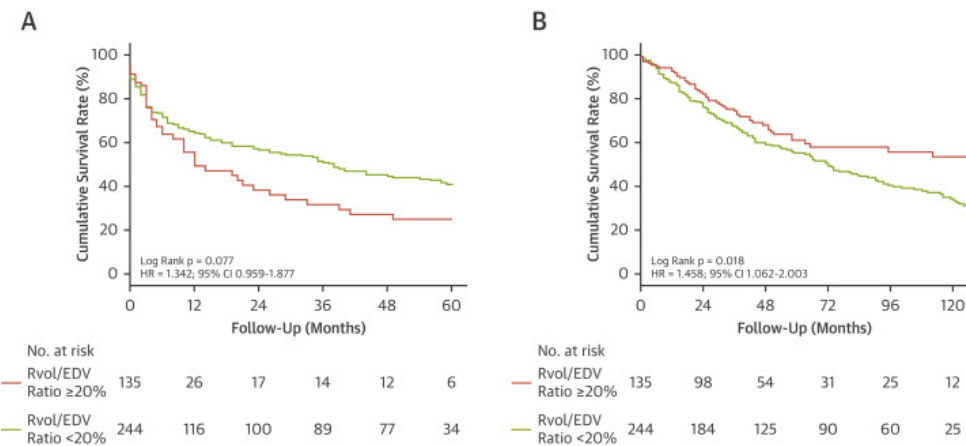 A
Cumulative Survival Rate (%)
100
80
60
40
20
0
Log Rank p = 0.077
HR = 1.342; 95% CI 0.959-1.877
0 12 24 36 48 60
Follow-Up (Months)
No. at risk
Rvol/EDV
Ratio ≥20% 135 26 17 14 12 6
Rvol/EDV
Ratio <20% 244 116 100 89 77 34
B
Cumulative Survival Rate (%)
100
80
60
40
20
0
Log Rank p = 0.018
HR = 1.458; 95% CI 1.062-2.003
0 24 48 72 96 120
Follow-Up (Months)
No. at risk
Rvol/EDV
Ratio ≥20% 135 98 54 31 25 12
Rvol/EDV
Ratio <20% 244 184 125 90 60 25